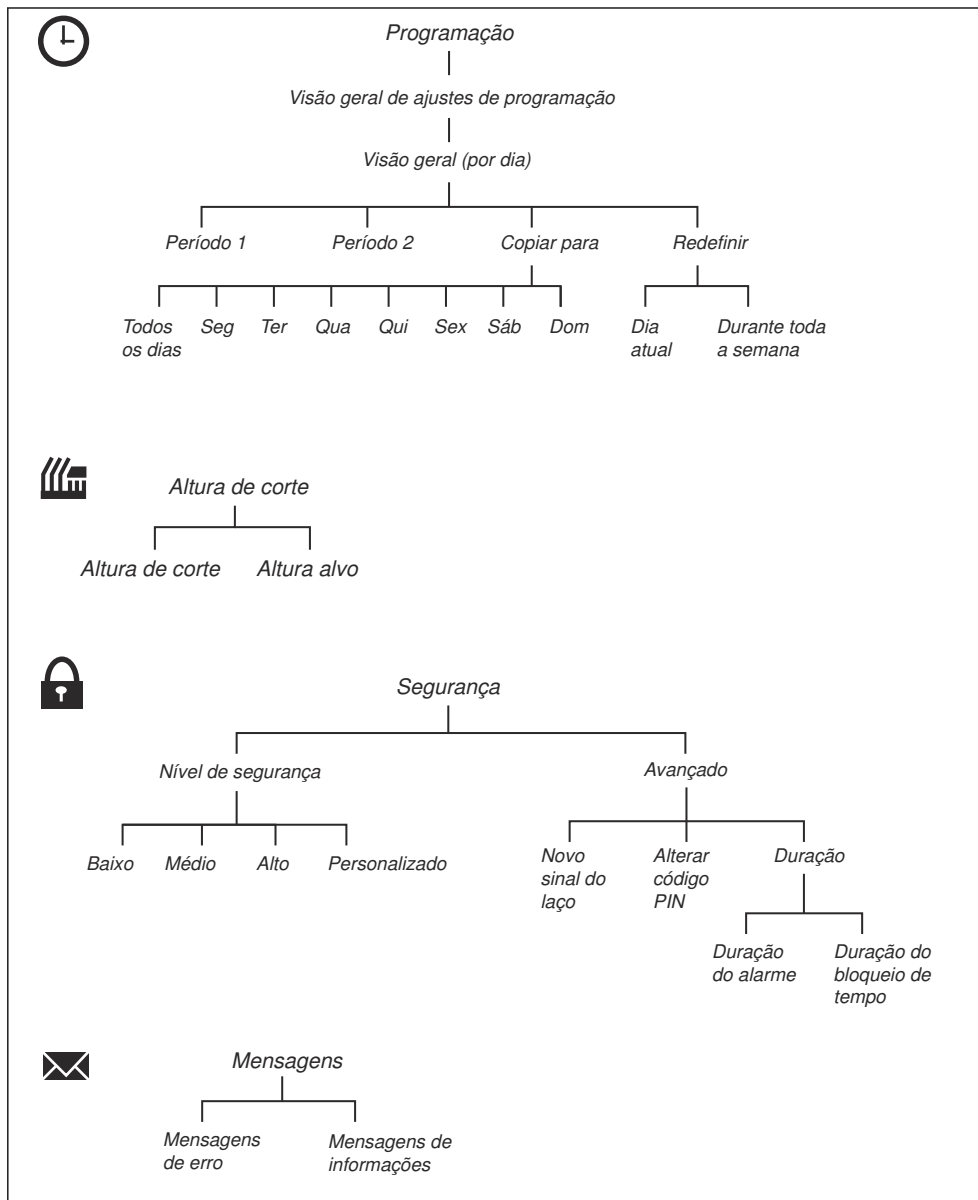 Programação
Visão geral de ajustes de programação
Visão geral (por dia)
Período 1 Período 2 Copiar para Redefinir
Todos os dias Seg Ter Qua Qui Sex Sáb Dom Dia atual Durante toda a semana
Altura de corte
Altura de corte Altura alvo
Segurança
Nível de segurança Avançado
Baixo Médio Alto Personalizado
Novo sinal do laço
Alterar código PIN
Duração
Duração do alarme
Duração do bloqueio de tempo
Mensagens
Mensagens de erro
Mensagens de informações